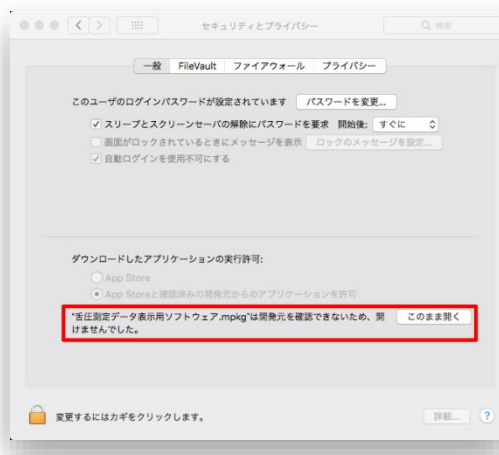 セキュリティとプライバシー
検索
一般 FileVault ファイアウォール プライバシー
このユーザのログインパスワードが設定されています パスワードを変更...
スリープとスクリーンセーバの解除にパスワードを要求 開始後: すぐに
画面がロックされているときにメッセージを表示 ロックのメッセージを設定...
自動ログインを使用不可にする
ダウンロードしたアプリケーションの実行許可:
App Store
App Storeと確認済みの開発元からのアプリケーションを許可
"舌圧測定データ表示用ソフトウェア.mpkg"は開発元を確認できないため、開 このまま開く
けませんでした。
変更するにはカギをクリックします。 詳細... ?